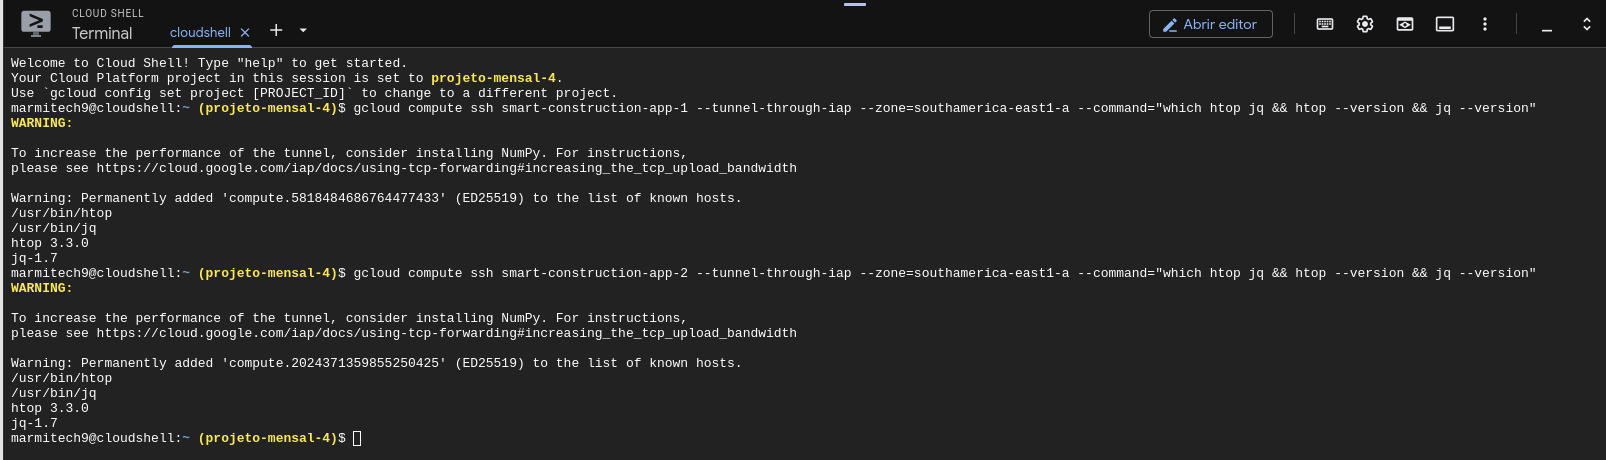 CLOUD SHELL
Terminal
cloudshell
Abrir editor
Welcome to Cloud Shell! Type "help" to get started.
Your Cloud Platform project in this session is set to projeto-mensal-4.
Use `gcloud config set project [PROJECT_ID]` to change to a different project.
marmitech9@cloudshell:~ (projeto-mensal-4)$ gcloud compute ssh smart-construction-app-1 --tunnel-through-iap --zone=southamerica-east1-a --command="which htop jq && htop --version && jq --version"
WARNING:
To increase the performance of the tunnel, consider installing NumPy. For instructions,
please see https://cloud.google.com/iap/docs/using-tcp-forwarding#increasing_the_tcp_upload_bandwidth
Warning: Permanently added 'compute.5818484686764477433' (ED25519) to the list of known hosts.
/usr/bin/htop
/usr/bin/jq
htop 3.3.0
jq-1.7
marmitech9@cloudshell:~ (projeto-mensal-4)$ gcloud compute ssh smart-construction-app-2 --tunnel-through-iap --zone=southamerica-east1-a --command="which htop jq && htop --version && jq --version"
WARNING:
To increase the performance of the tunnel, consider installing NumPy. For instructions,
please see https://cloud.google.com/iap/docs/using-tcp-forwarding#increasing_the_tcp_upload_bandwidth
Warning: Permanently added 'compute.2024371359855250425' (ED25519) to the list of known hosts.
/usr/bin/htop
/usr/bin/jq
htop 3.3.0
jq-1.7
marmitech9@cloudshell:~ (projeto-mensal-4)$